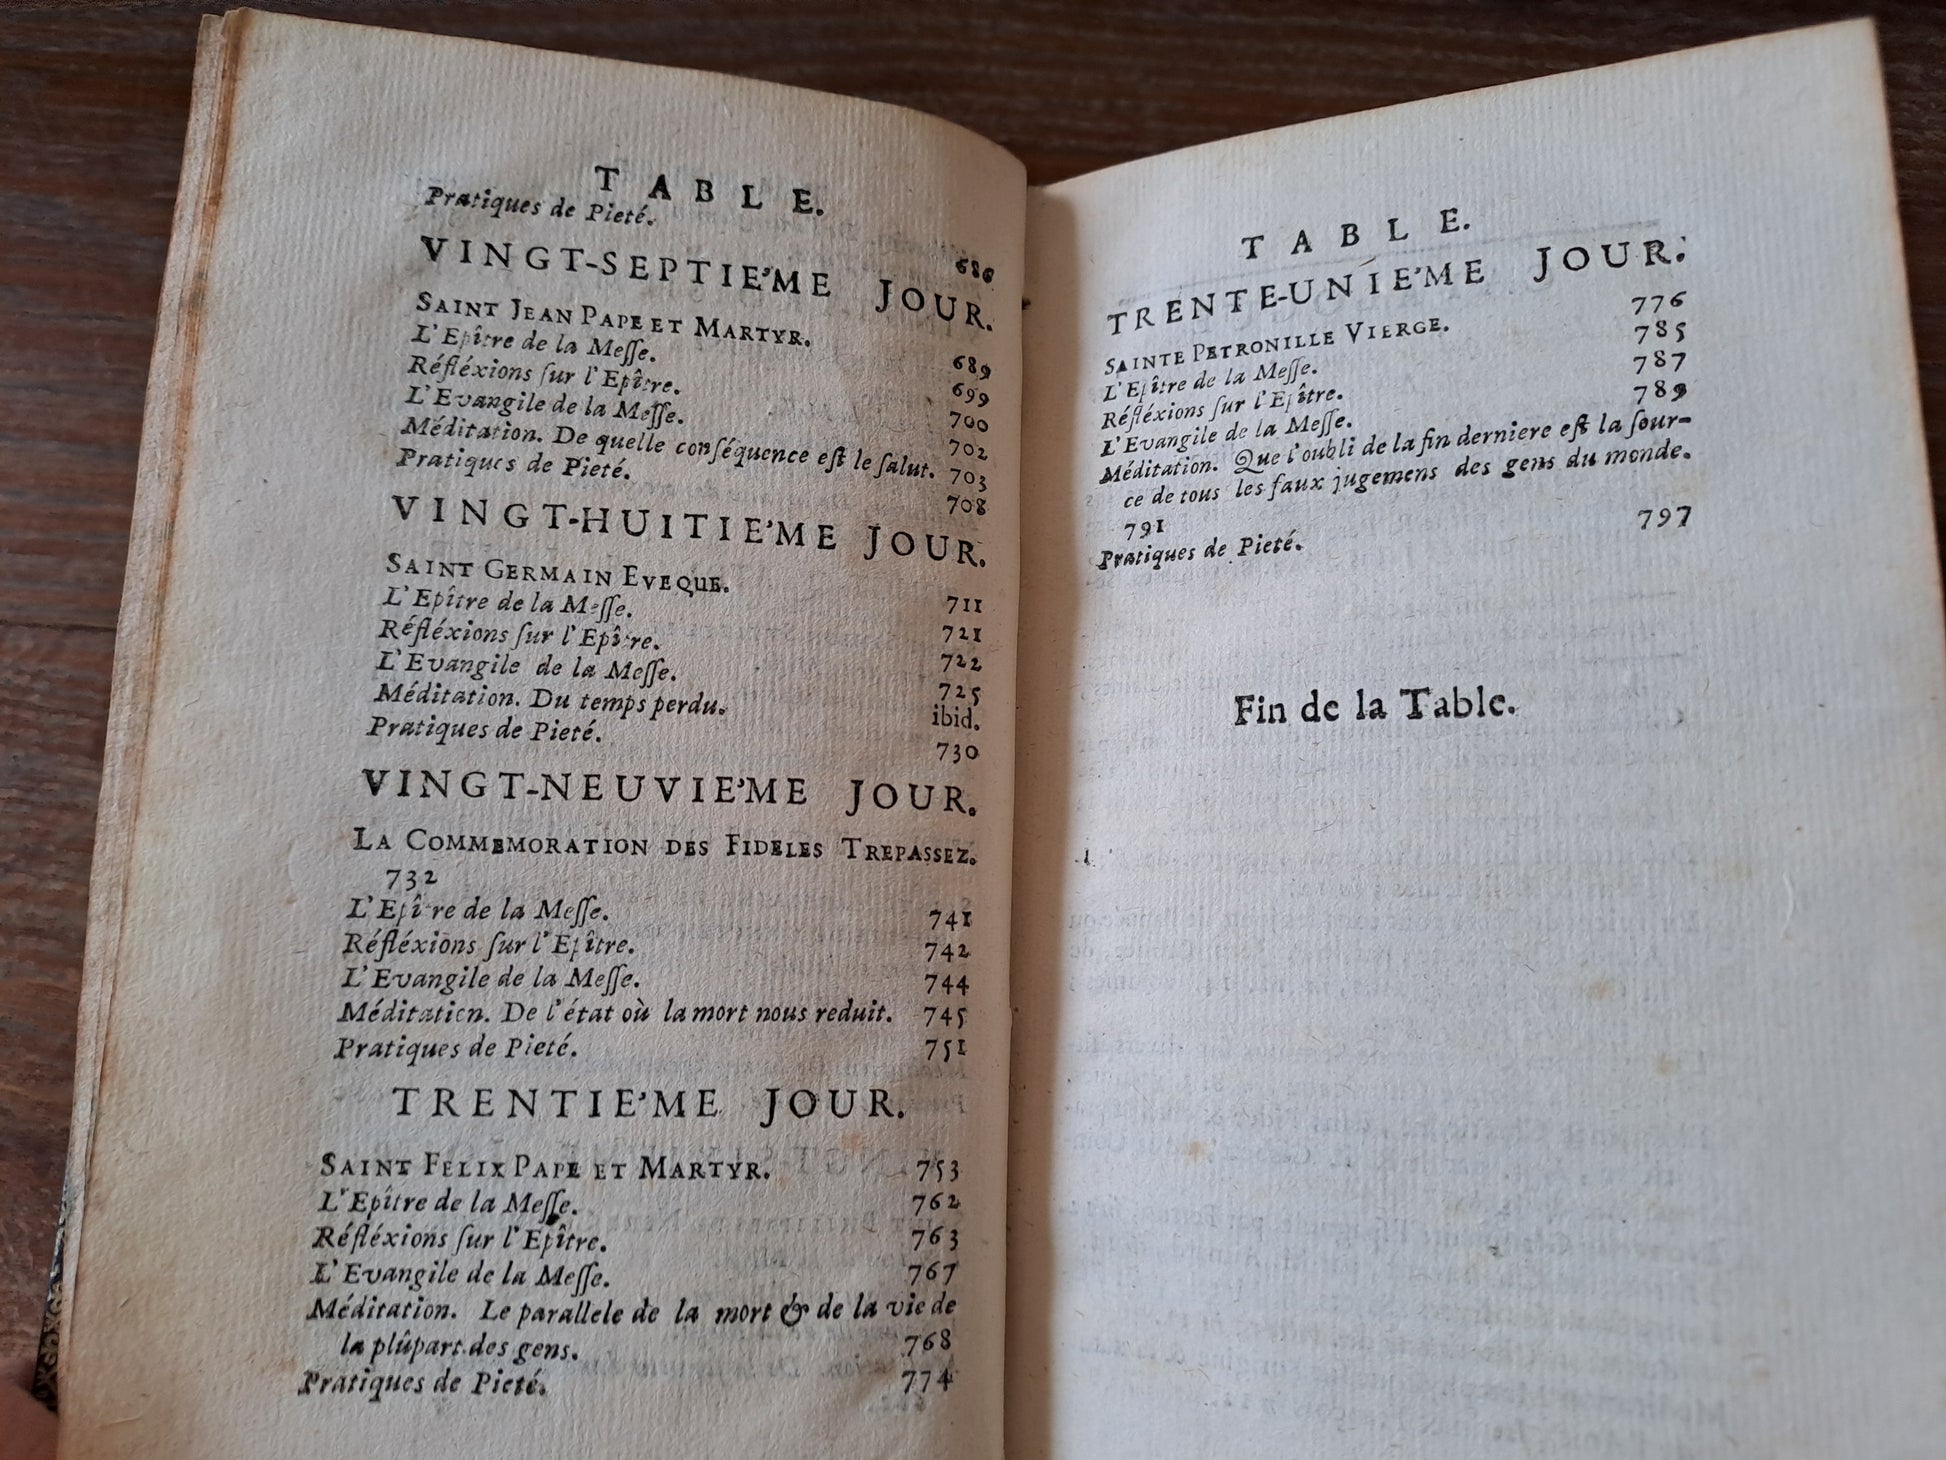 TABLE.
Pratiques de Pieté. 686
VINGT-SEPTIE'ME JOUR.
SAINT JEAN PAPE ET MARTYR. 689
L'Epître de la Meſſe. 699
Réfléxions ſur l'Epître. 700
L'Evangile de la Meſſe. 702
Méditation. De quelle conſéquence eſt le ſalut. 703
Pratiques de Pieté. 708
VINGT-HUITIE'ME JOUR.
SAINT GERMAIN EVEQUE. 711
L'Epître de la Meſſe. 721
Réfléxions ſur l'Epître. 722
L'Evangile de la Meſſe. 725
Méditation. Du temps perdu. ibid.
Pratiques de Pieté. 730
VINGT-NEUVIE'ME JOUR.
LA COMMEMORATION DES FIDELES TREPASSEZ.
732
L'Epître de la Meſſe. 741
Réfléxions ſur l'Epître. 742
L'Evangile de la Meſſe. 744
Méditation. De l'état où la mort nous reduit. 745
Pratiques de Pieté. 751
TRENTIE'ME JOUR.
SAINT FELIX PAPE ET MARTYR. 753
L'Epître de la Meſſe. 762
Réfléxions ſur l'Epître. 763
L'Evangile de la Meſſe. 767
Méditation. Le parallele de la mort & de la vie de
la plûpart des gens. 768
Pratiques de Pieté. 774
TABLE.
TRENTE-UNIE'ME JOUR.
SAINTE PETRONILLE VIERGE. 776
L'Epître de la Meſſe. 785
Réfléxions ſur l'Epître. 787
L'Evangile de la Meſſe. 789
Méditation. Que l'oubli de la fin derniere eſt la ſour-
ce de tous les faux jugemens des gens du monde.
791
Pratiques de Pieté. 797
Fin de la Table.